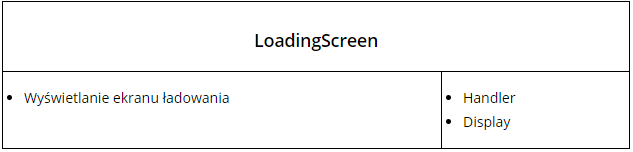 LoadingScreen
Wyświetlanie ekranu ładowania
Handler
Display